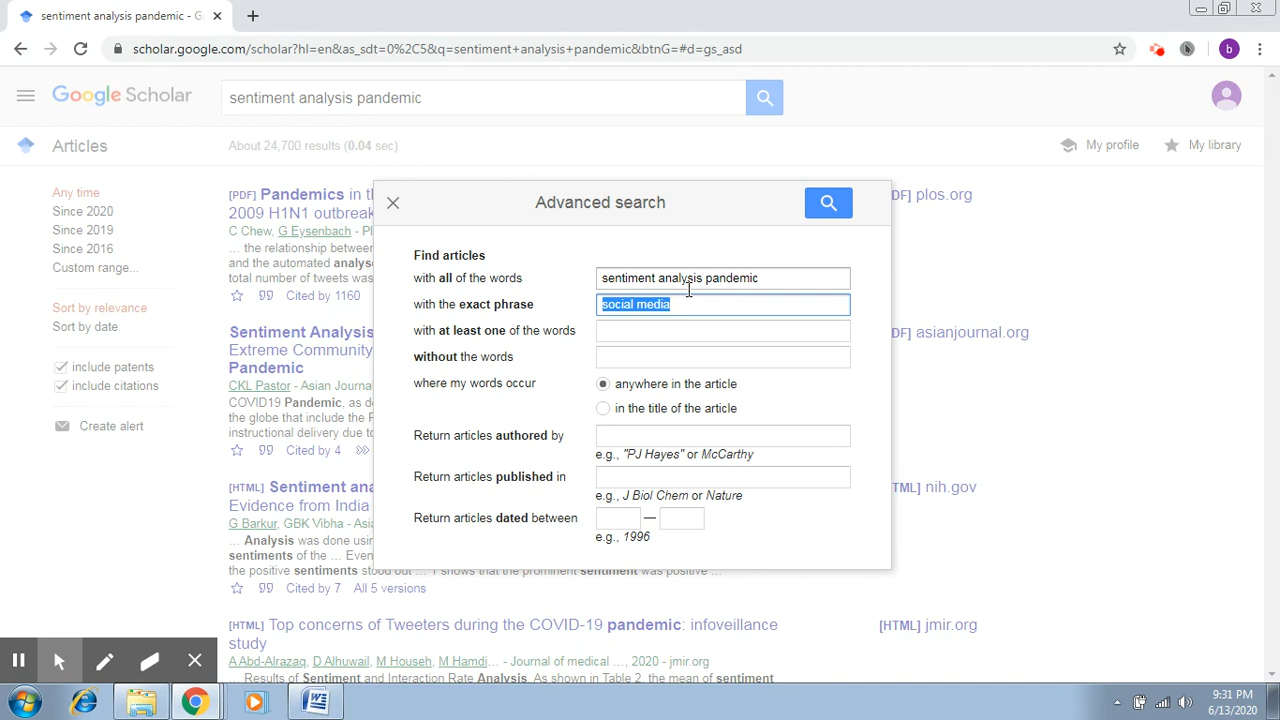 sentiment analysis pandemic - G
scholar.google.com/scholar?hl=en&as_sdt=0%2C5&q=sentiment+analysis+pandemic&btnG=#d=gs_asd
b
Google Scholar
sentiment analysis pandemic
Articles
About 24,700 results (0.04 sec)
My profile
My library
Any time
Since 2020
Since 2019
Since 2016
Custom range...
Sort by relevance
Sort by date
include patents
include citations
Create alert
[PDF] Pandemics in t
2009 H1N1 outbreak
C Chew, G Eysenbach - Pl
... the relationship between
and the automated analys
total number of tweets was
Cited by 1160
DF] plos.org
Sentiment Analysis
Extreme Community
Pandemic
CKL Pastor - Asian Journa
COVID19 Pandemic, as d
the globe that include the P
instructional delivery due to
Cited by 4
asianjournal.org
[HTML] Sentiment ana
Evidence from India
G Barkur, GBK Vibha - Asi
... Analysis was done using
sentiments of the ... Even
the positive sentiments stood out ... 1 shows that the prominent sentiment was positive ...
Cited by 7 All 5 versions
TML] nih.gov
[HTML] Top concerns of Tweeters during the COVID-19 pandemic: infoveillance
study
A Abd-Alrazaq, D Alhuwail, M Househ, M Hamdi... - Journal of medical ..., 2020 - jmir.org
... Results of Sentiment and Interaction Rate Analysis. As shown in Table 2, the mean of sentiment
[HTML] jmir.org
Advanced search
Find articles
with all of the words
sentiment analysis pandemic
with the exact phrase
social media
with at least one of the words
without the words
where my words occur
anywhere in the article
in the title of the article
Return articles authored by
e.g., "PJ Hayes" or McCarthy
Return articles published in
e.g., J Biol Chem or Nature
Return articles dated between
—
e.g., 1996
9:31 PM
6/13/2020